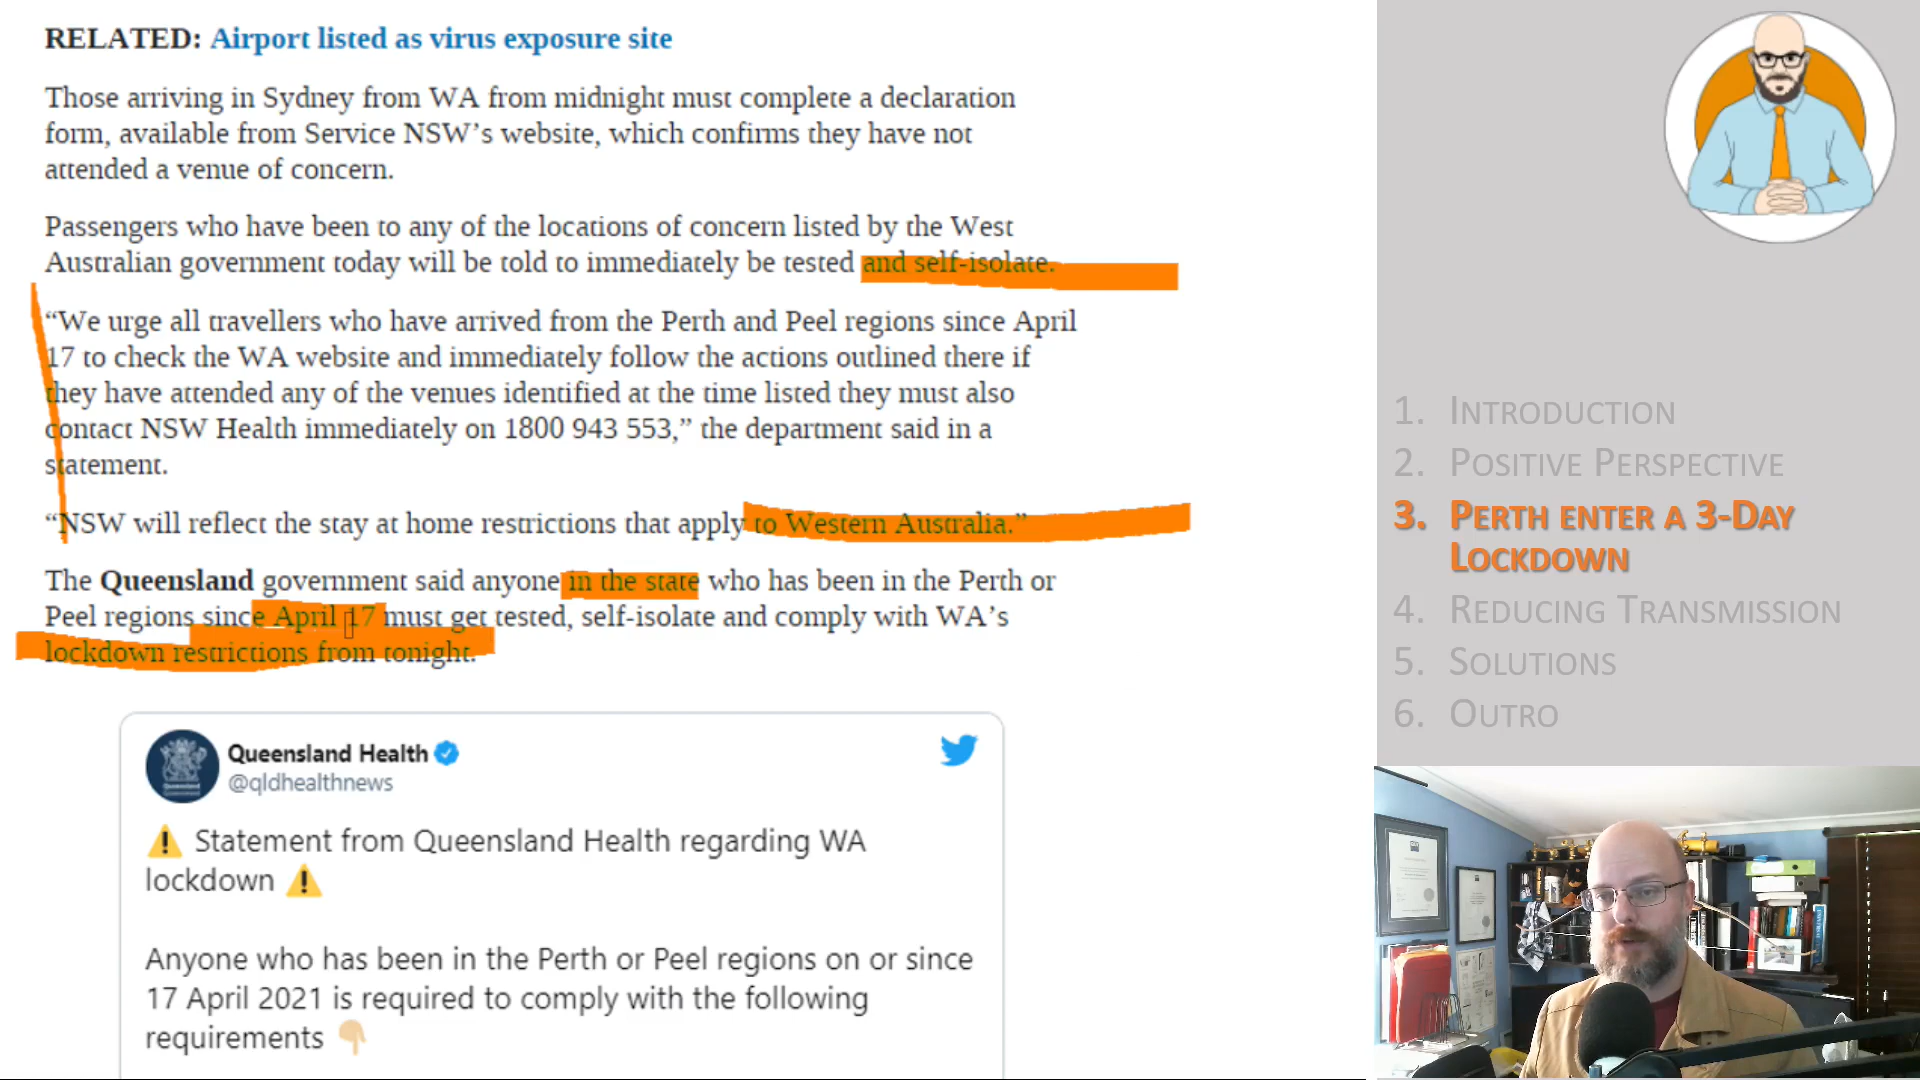 RELATED: Airport listed as virus exposure site
Those arriving in Sydney from WA from midnight must complete a declaration
form, available from Service NSW’s website, which confirms they have not
attended a venue of concern.
Passengers who have been to any of the locations of concern listed by the West
Australian government today will be told to immediately be tested and self-isolate.
“We urge all travellers who have arrived from the Perth and Peel regions since April
17 to check the WA website and immediately follow the actions outlined there if
they have attended any of the venues identified at the time listed they must also
contact NSW Health immediately on 1800 943 553,” the department said in a
statement.
“NSW will reflect the stay at home restrictions that apply to Western Australia.”
The Queensland government said anyone in the state who has been in the Perth or
Peel regions since April 17 must get tested, self-isolate and comply with WA’s
lockdown restrictions from tonight.
Queensland Health
@qldhealthnews
Statement from Queensland Health regarding WA
lockdown
Anyone who has been in the Perth or Peel regions on or since
17 April 2021 is required to comply with the following
requirements
1. Introduction
2. Positive Perspective
3. Perth enter a 3-Day
Lockdown
4. Reducing Transmission
5. Solutions
6. Outro